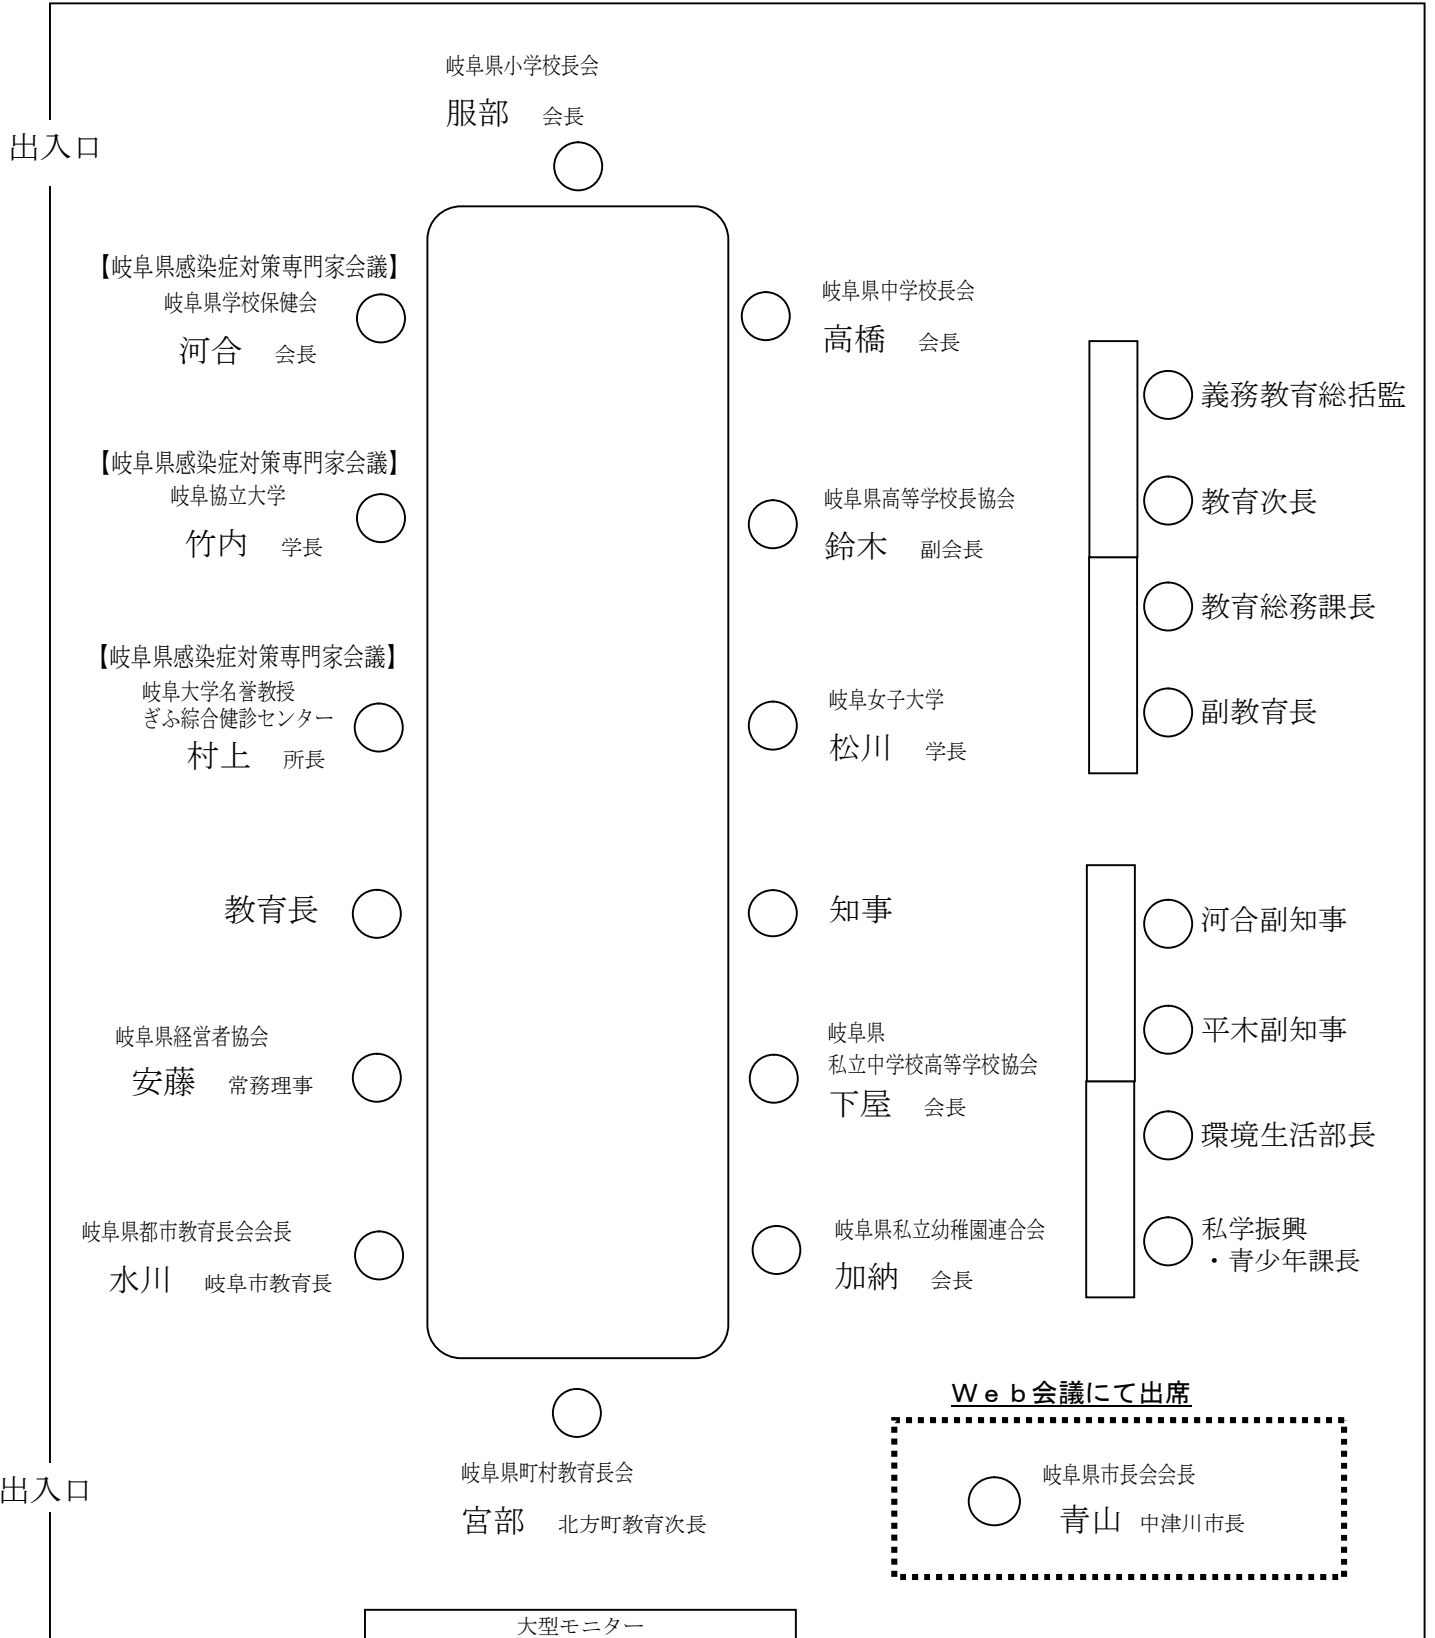 岐阜県小学校長会
服部 会長
出入口
【岐阜県感染症対策専門家会議】
岐阜県学校保健会
河合 会長
岐阜県中学校長会
高橋 会長
義務教育総括監
【岐阜県感染症対策専門家会議】
岐阜協立大学
竹内 学長
岐阜県高等学校長協会
鈴木 副会長
教育次長
教育総務課長
【岐阜県感染症対策専門家会議】
岐阜大学名誉教授
ぎふ綜合健診センター
村上 所長
岐阜女子大学
松川 学長
副教育長
教育長
知事
河合副知事
岐阜県経営者協会
安藤 常務理事
岐阜県
私立中学校高等学校協会
下屋 会長
平木副知事
環境生活部長
岐阜県都市教育長会会長
水川 岐阜市教育長
岐阜県私立幼稚園連合会
加納 会長
私学振興
・青少年課長
Ｗｅｂ会議にて出席
岐阜県町村教育長会
宮部 北方町教育次長
岐阜県市長会会長
青山 中津川市長
出入口
大型モニター